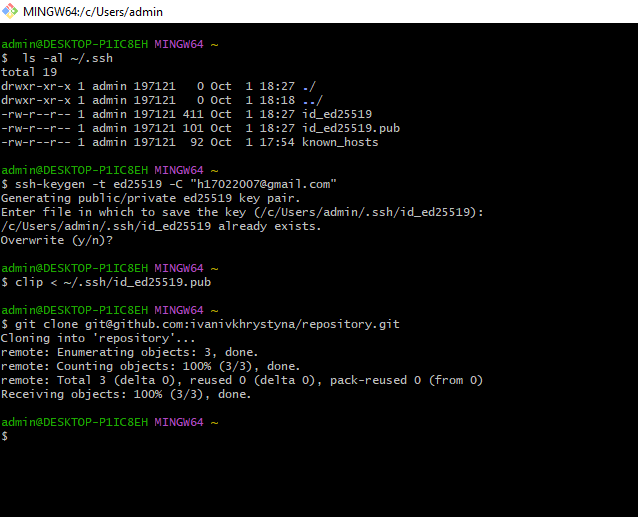 MINGW64:/c/Users/admin
admin@DESKTOP-P1IC8EH MINGW64 ~
$  ls -al ~/.ssh
total 19
drwxr-xr-x 1 admin 197121   0 Oct  1 18:27 ./
drwxr-xr-x 1 admin 197121   0 Oct  1 18:18 ../
-rw-r--r-- 1 admin 197121 411 Oct  1 18:27 id_ed25519
-rw-r--r-- 1 admin 197121 101 Oct  1 18:27 id_ed25519.pub
-rw-r--r-- 1 admin 197121  92 Oct  1 17:54 known_hosts
admin@DESKTOP-P1IC8EH MINGW64 ~
$ ssh-keygen -t ed25519 -C "h17022007@gmail.com"
Generating public/private ed25519 key pair.
Enter file in which to save the key (/c/Users/admin/.ssh/id_ed25519):
/c/Users/admin/.ssh/id_ed25519 already exists.
Overwrite (y/n)?
admin@DESKTOP-P1IC8EH MINGW64 ~
$ clip < ~/.ssh/id_ed25519.pub
admin@DESKTOP-P1IC8EH MINGW64 ~
$ git clone git@github.com:ivanivkhrystyna/repository.git
Cloning into 'repository'...
remote: Enumerating objects: 3, done.
remote: Counting objects: 100% (3/3), done.
remote: Total 3 (delta 0), reused 0 (delta 0), pack-reused 0 (from 0)
Receiving objects: 100% (3/3), done.
admin@DESKTOP-P1IC8EH MINGW64 ~
$